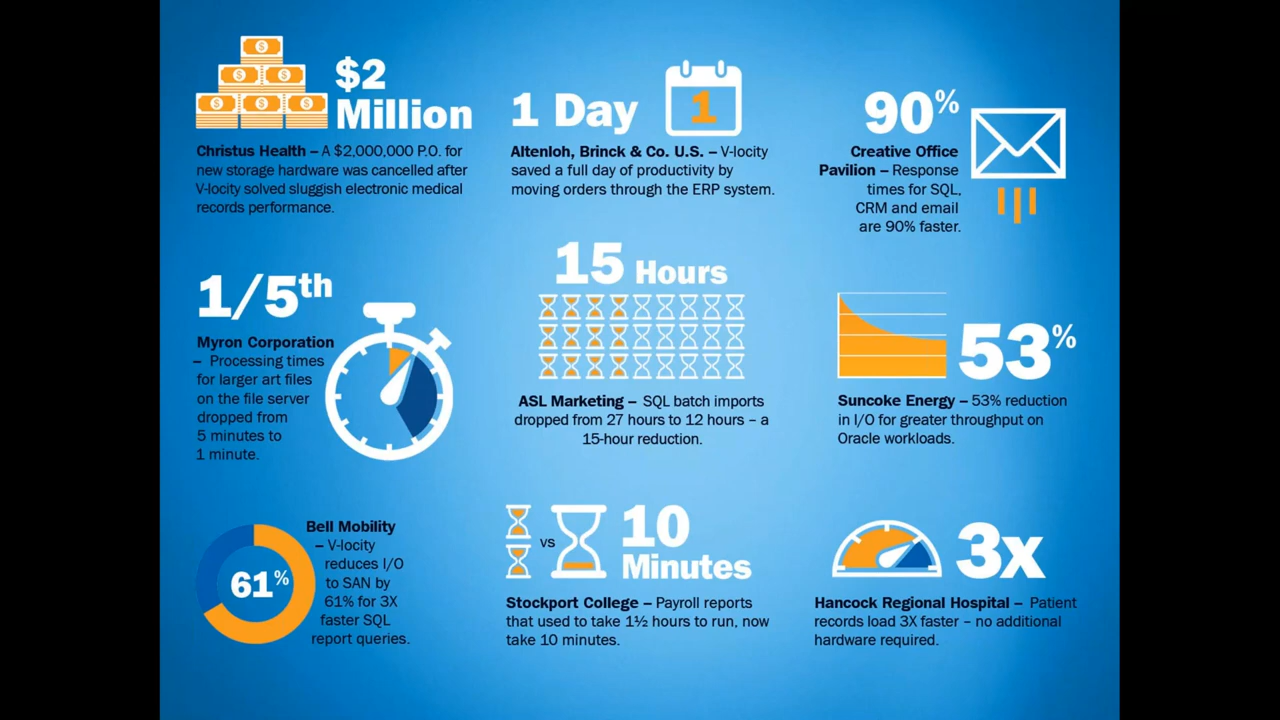 $2
Million
Christus Health – A $2,000,000 P.O. for
new storage hardware was cancelled after
V-locity solved sluggish electronic medical
records performance.
1 Day
1
Altenloh, Brinck & Co. U.S. – V-locity
saved a full day of productivity by
moving orders through the ERP system.
90%
Creative Office
Pavilion – Response
times for SQL,
CRM and email
are 90% faster.
1/5th
Myron Corporation
– Processing times
for larger art files
on the file server
dropped from
5 minutes to
1 minute.
15 Hours
ASL Marketing – SQL batch imports
dropped from 27 hours to 12 hours – a
15-hour reduction.
53%
Suncoke Energy – 53% reduction
in I/O for greater throughput on
Oracle workloads.
61%
Bell Mobility
– V-locity
reduces I/O
to SAN by
61% for 3X
faster SQL
report queries.
vs
10
Minutes
Stockport College – Payroll reports
that used to take 1½ hours to run, now
take 10 minutes.
3x
Hancock Regional Hospital – Patient
records load 3X faster – no additional
hardware required.